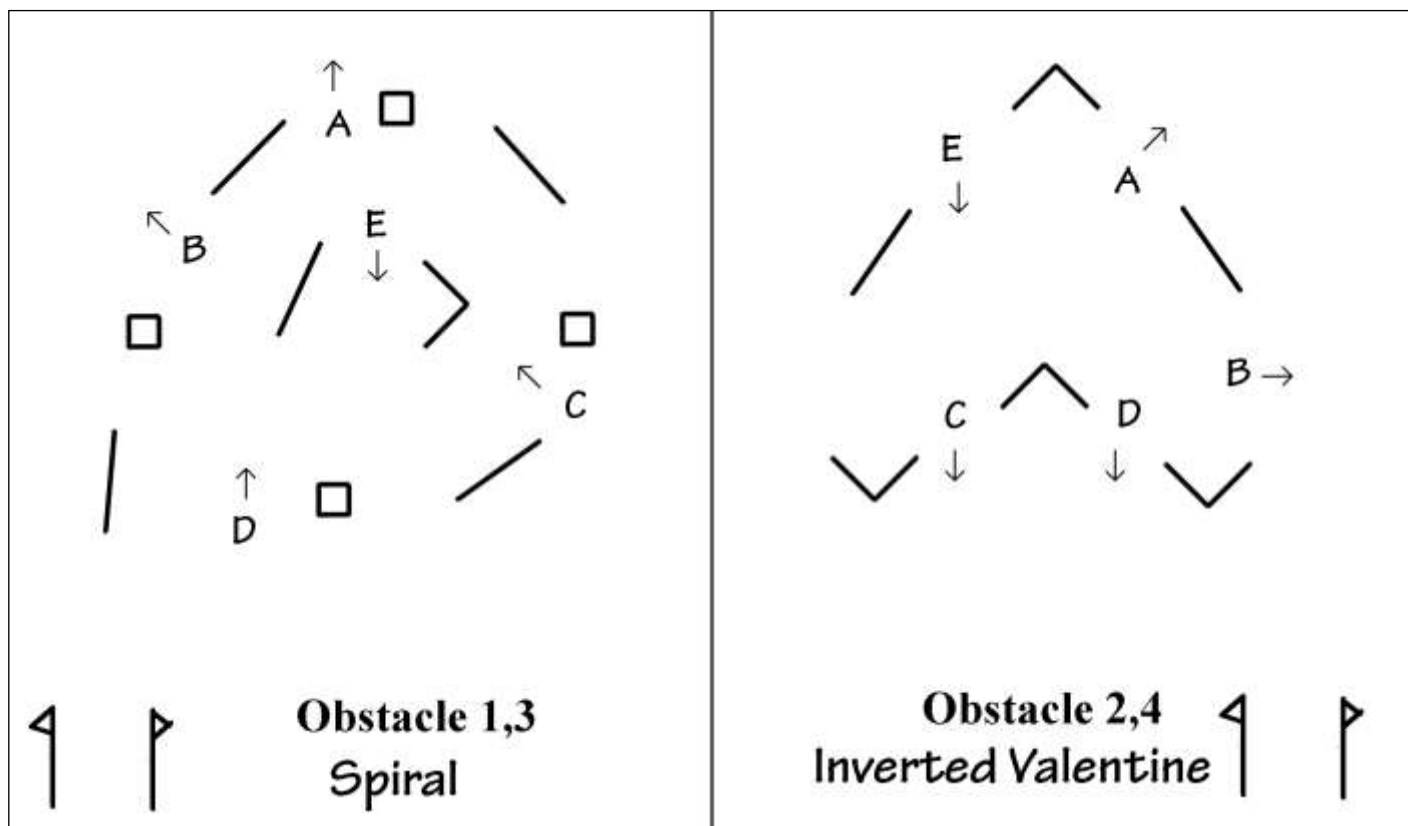 A
E
B
C
D
Obstacle 1,3
Spiral
E
A
B
C
D
Obstacle 2,4
Inverted Valentine